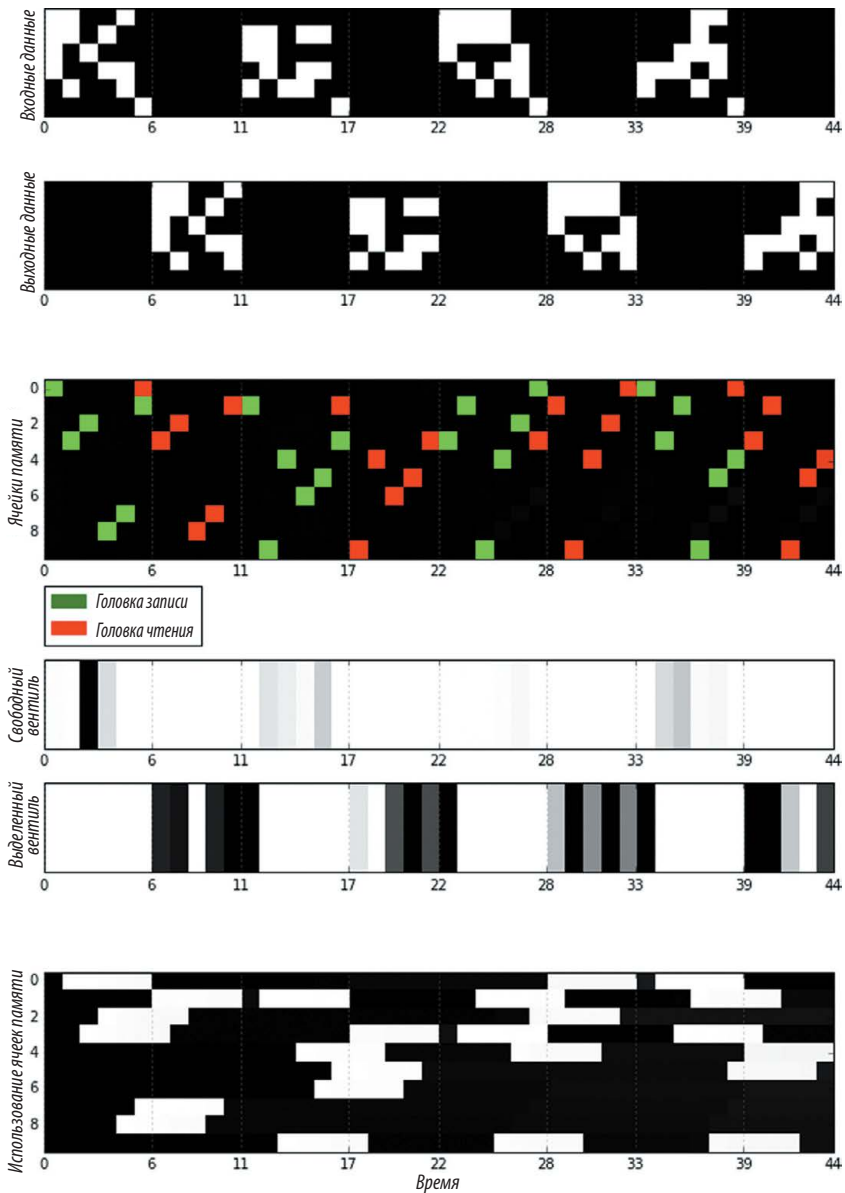 Входные данные
0 6 11 17 22 28 33 39 44
Выходные данные
0 6 11 17 22 28 33 39 44
Ячейки памяти
0
2
4
6
8
0 6 11 17 22 28 33 39 44
Головка записи
Головка чтения
Свободный
вентиль
0 6 11 17 22 28 33 39 44
Выделенный
вентиль
0 6 11 17 22 28 33 39 44
Использование ячеек памяти
0
2
4
6
8
0 6 11 17 22 28 33 39 44
Время